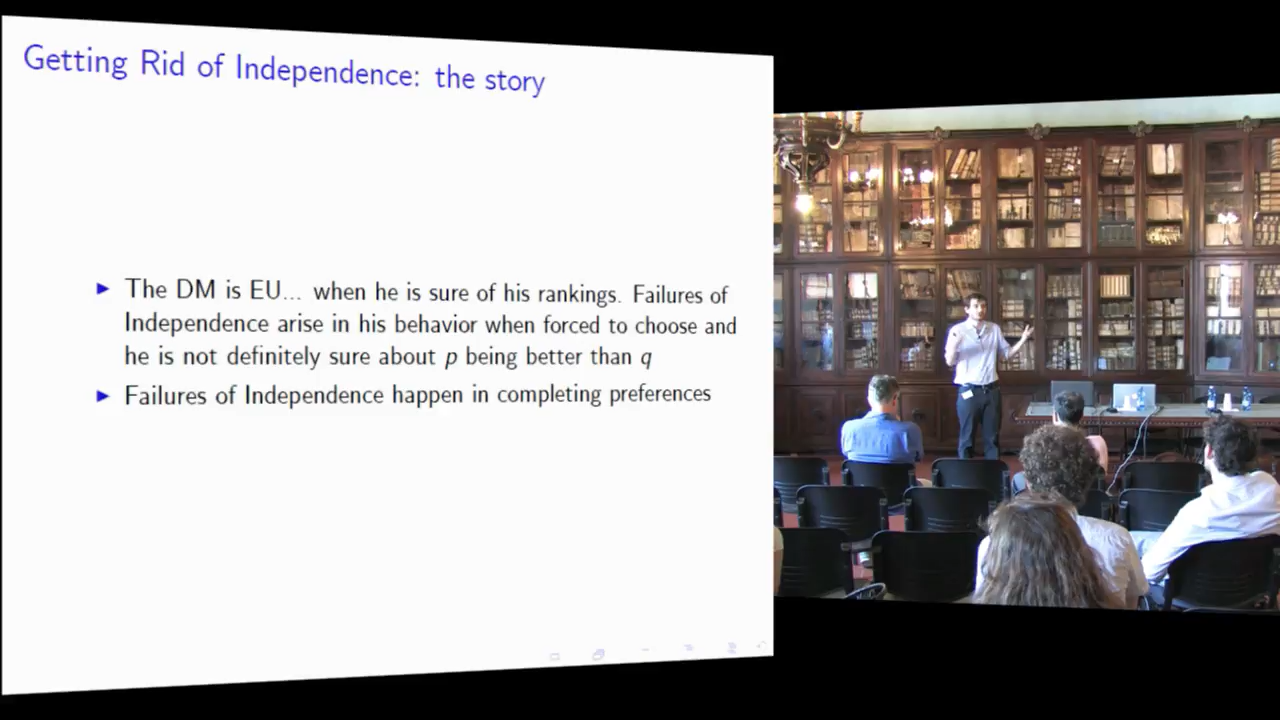 Getting Rid of Independence: the story
► The DM is EU... when he is sure of his rankings. Failures of
Independence arise in his behavior when forced to choose and
he is not definitely sure about p being better than q
► Failures of Independence happen in completing preferences